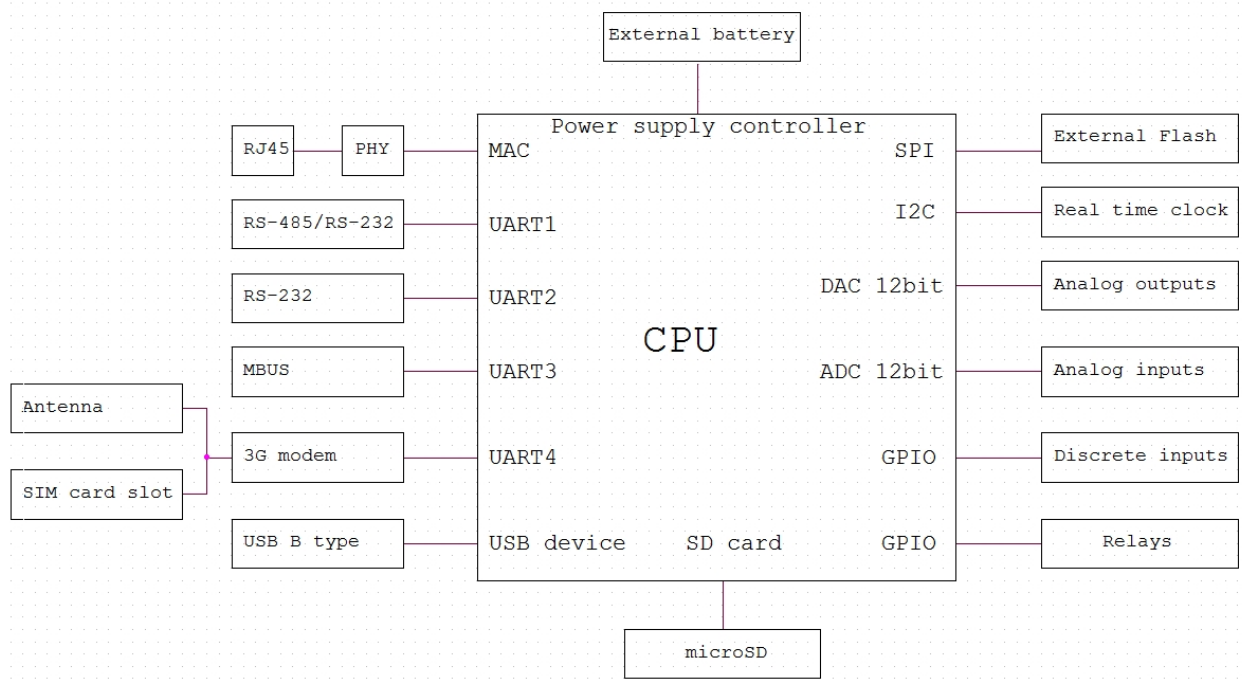 External battery
Power supply controller
RJ45
PHY
MAC
SPI
External Flash
RS-485/RS-232
UART1
I2C
Real time clock
RS-232
UART2
DAC 12bit
Analog outputs
CPU
MBUS
UART3
ADC 12bit
Analog inputs
Antenna
3G modem
UART4
GPIO
Discrete inputs
SIM card slot
USB B type
USB device
SD card
GPIO
Relays
microSD